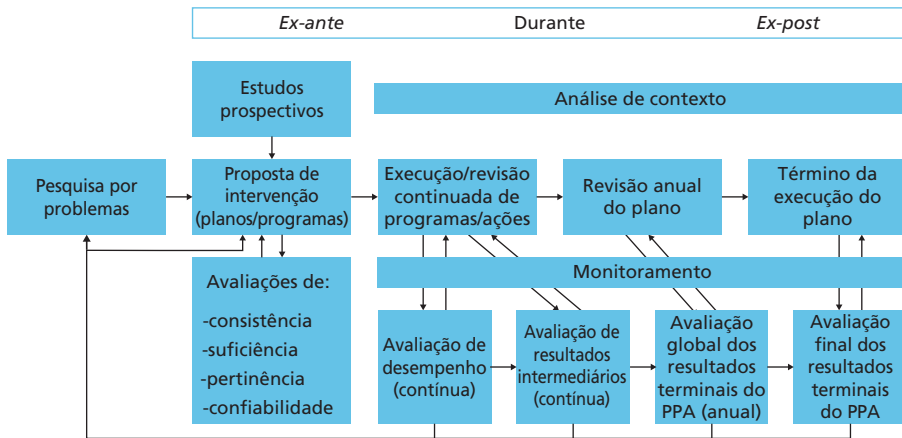 Ex-ante
Durante
Ex-post
Estudos
prospectivos
Análise de contexto
Pesquisa por
problemas
Proposta de
intervenção
(planos/programas)
Execução/revisão
continuada de
programas/ações
Revisão anual
do plano
Término da
execução do
plano
Monitoramento
Avaliações de:
-consistência
-suficiência
-pertinência
-confiabilidade
Avaliação de
desempenho
(contínua)
Avaliação de
resultados
intermediários
(contínua)
Avaliação
global dos
resultados
terminais do
PPA (anual)
Avaliação
final dos
resultados
terminais
do PPA